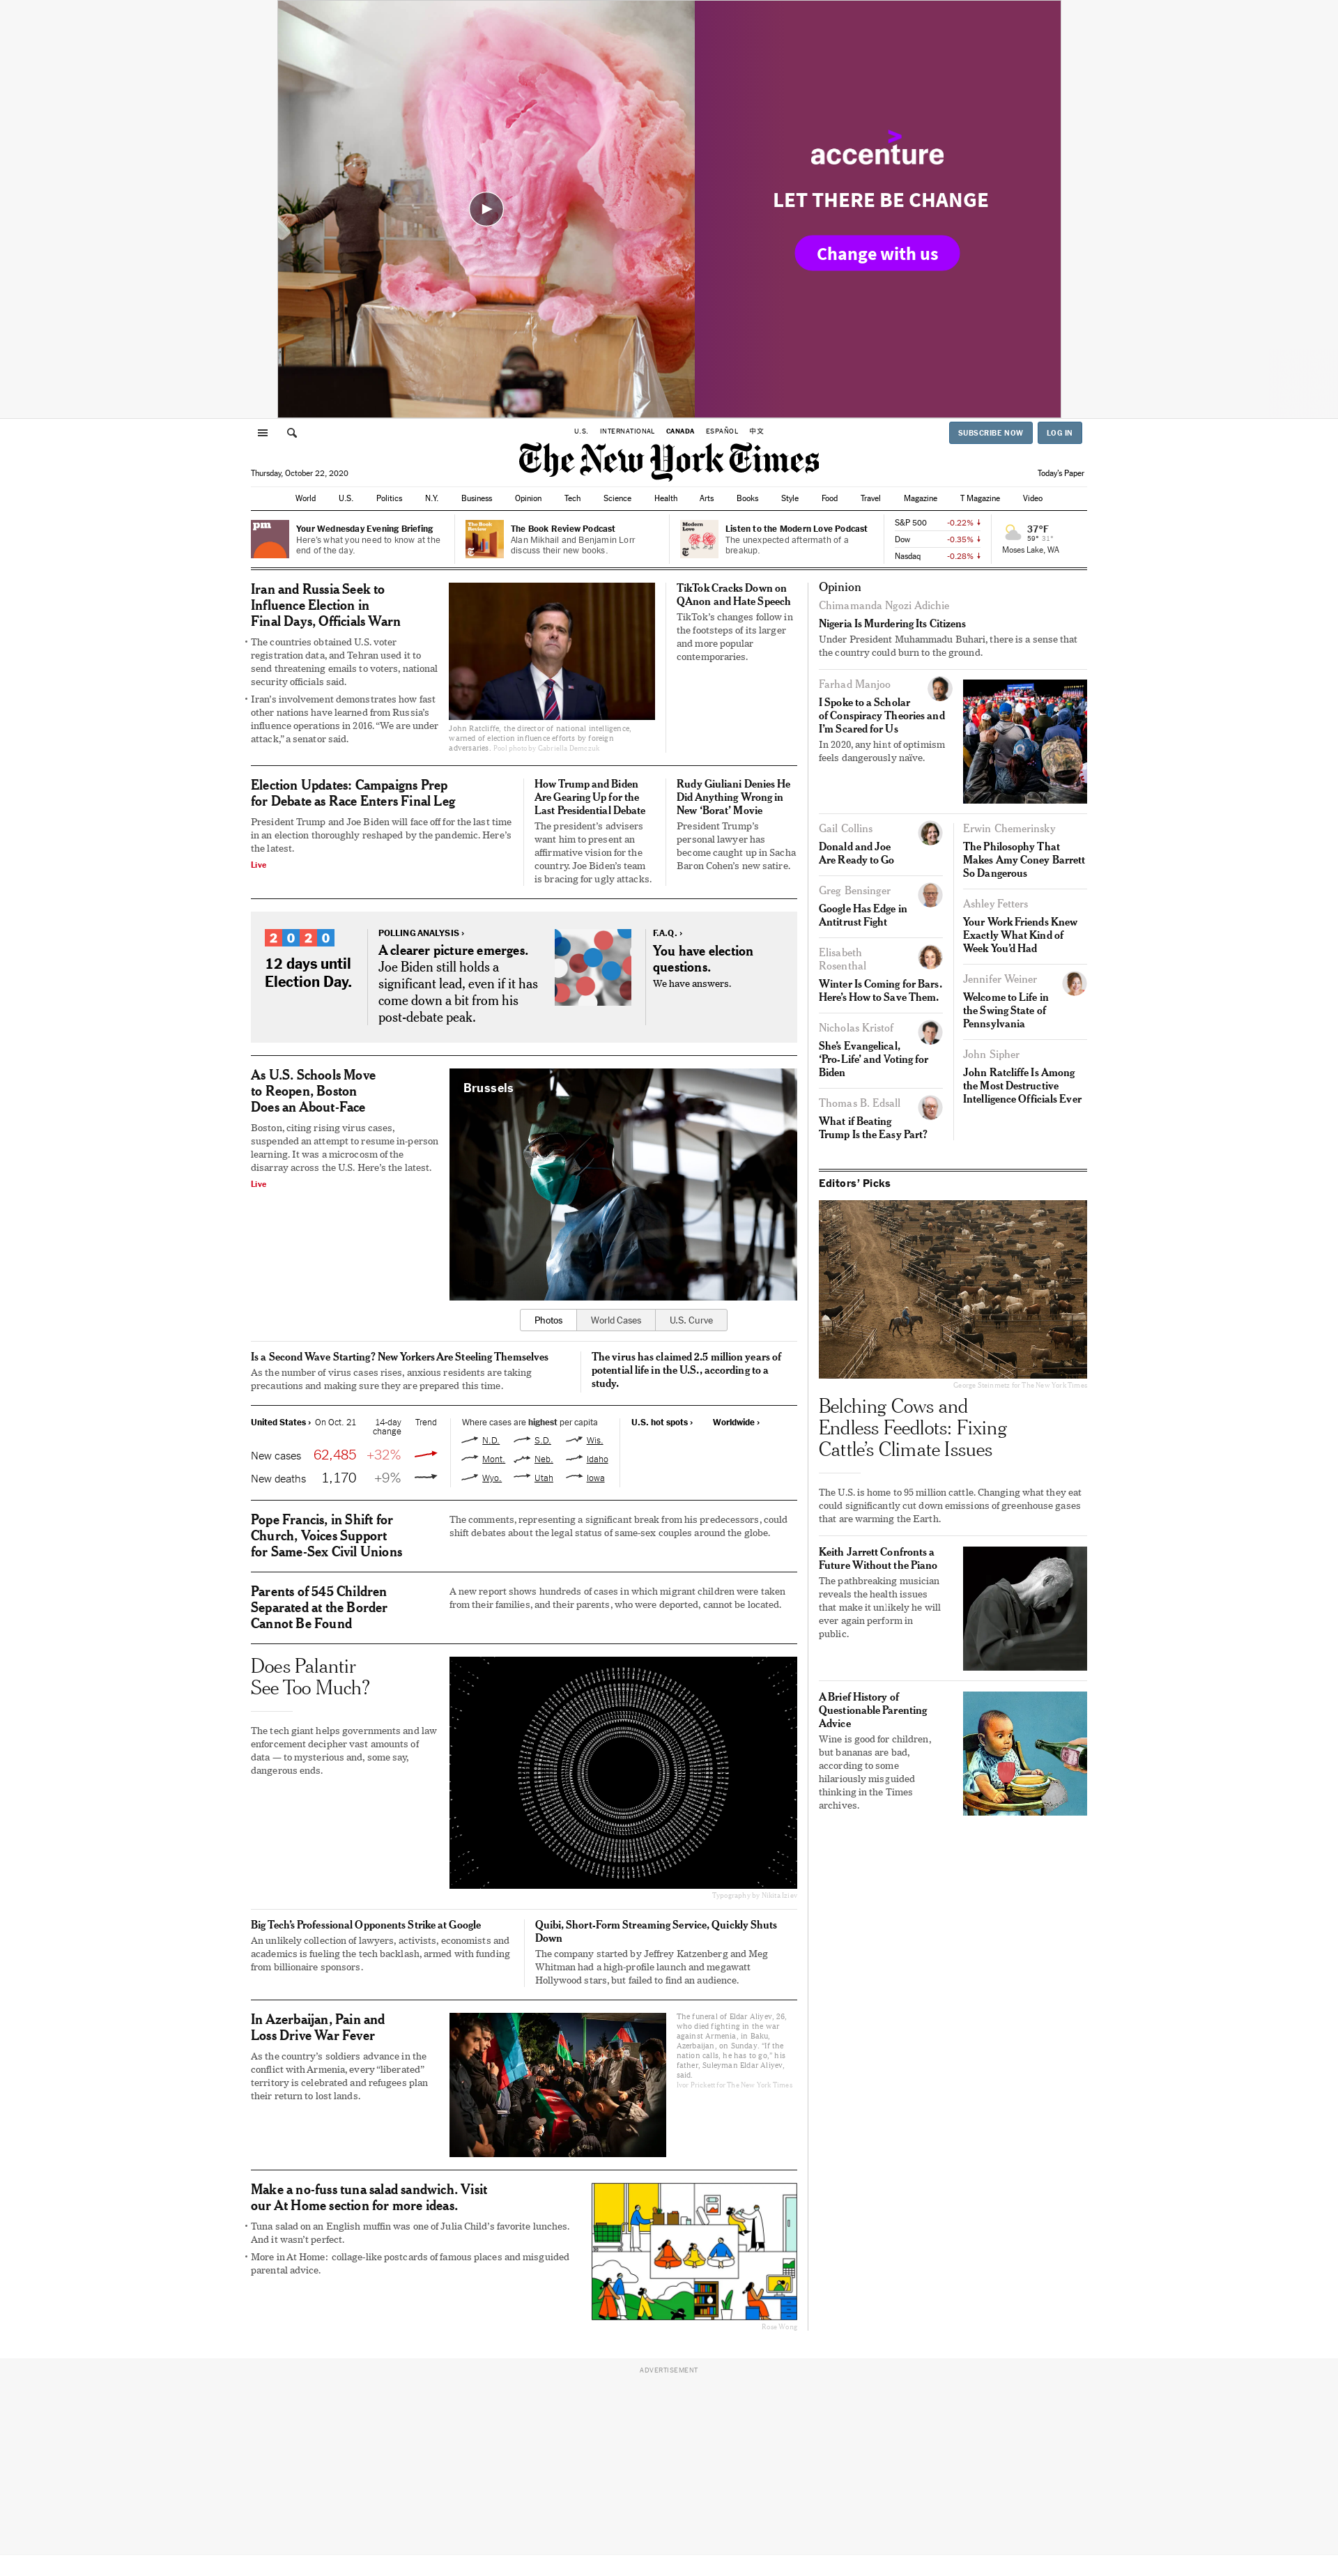 accenture
LET THERE BE CHANGE
Change with us
U.S. INTERNATIONAL CANADA ESPAÑOL 中文
SUBSCRIBE NOW LOG IN
The New York Times
Thursday, October 22, 2020
Today's Paper
World U.S. Politics N.Y. Business Opinion Tech Science Health Arts Books Style Food Travel Magazine T Magazine Video
pm
Your Wednesday Evening Briefing
Here's what you need to know at the
end of the day.
The Book
Review
The Book Review Podcast
Alan Mikhail and Benjamin Lorr
discuss their new books.
Modern
Love
Listen to the Modern Love Podcast
The unexpected aftermath of a
breakup.
S&P 500 -0.22%
Dow -0.35%
Nasdaq -0.28%
37°F
59° 31°
Moses Lake, WA
Iran and Russia Seek to
Influence Election in
Final Days, Officials Warn
• The countries obtained U.S. voter
registration data, and Tehran used it to
send threatening emails to voters, national
security officials said.
• Iran's involvement demonstrates how fast
other nations have learned from Russia's
influence operations in 2016. “We are under
attack,” a senator said.
John Ratcliffe, the director of national intelligence,
warned of election influence efforts by foreign
adversaries. Pool photo by Gabriella Demczuk
TikTok Cracks Down on
QAnon and Hate Speech
TikTok's changes follow in
the footsteps of its larger
and more popular
contemporaries.
Election Updates: Campaigns Prep
for Debate as Race Enters Final Leg
President Trump and Joe Biden will face off for the last time
in an election thoroughly reshaped by the pandemic. Here's
the latest.
Live
How Trump and Biden
Are Gearing Up for the
Last Presidential Debate
The president's advisers
want him to present an
affirmative vision for the
country. Joe Biden's team
is bracing for ugly attacks.
Rudy Giuliani Denies He
Did Anything Wrong in
New ‘Borat’ Movie
President Trump's
personal lawyer has
become caught up in Sacha
Baron Cohen's new satire.
2020
12 days until
Election Day.
POLLING ANALYSIS ›
A clearer picture emerges.
Joe Biden still holds a
significant lead, even if it has
come down a bit from his
post-debate peak.
F.A.Q. ›
You have election
questions.
We have answers.
As U.S. Schools Move
to Reopen, Boston
Does an About-Face
Boston, citing rising virus cases,
suspended an attempt to resume in-person
learning. It was a microcosm of the
disarray across the U.S. Here's the latest.
Live
Brussels
Photos World Cases U.S. Curve
Is a Second Wave Starting? New Yorkers Are Steeling Themselves
As the number of virus cases rises, anxious residents are taking
precautions and making sure they are prepared this time.
The virus has claimed 2.5 million years of
potential life in the U.S., according to a
study.
United States › On Oct. 21 14-day
change Trend
New cases 62,485 +32%
New deaths 1,170 +9%
Where cases are highest per capita
N.D. S.D. Wis.
Mont. Neb. Idaho
Wyo. Utah Iowa
U.S. hot spots › Worldwide ›
Pope Francis, in Shift for
Church, Voices Support
for Same-Sex Civil Unions
The comments, representing a significant break from his predecessors, could
shift debates about the legal status of same-sex couples around the globe.
Parents of 545 Children
Separated at the Border
Cannot Be Found
A new report shows hundreds of cases in which migrant children were taken
from their families, and their parents, who were deported, cannot be located.
Does Palantir
See Too Much?
The tech giant helps governments and law
enforcement decipher vast amounts of
data — to mysterious and, some say,
dangerous ends.
Typography by Nikita Iziev
Big Tech's Professional Opponents Strike at Google
An unlikely collection of lawyers, activists, economists and
academics is fueling the tech backlash, armed with funding
from billionaire sponsors.
Quibi, Short-Form Streaming Service, Quickly Shuts
Down
The company started by Jeffrey Katzenberg and Meg
Whitman had a high-profile launch and megawatt
Hollywood stars, but failed to find an audience.
In Azerbaijan, Pain and
Loss Drive War Fever
As the country's soldiers advance in the
conflict with Armenia, every “liberated”
territory is celebrated and refugees plan
their return to lost lands.
The funeral of Eldar Aliyev, 26,
who died fighting in the war
against Armenia, in Baku,
Azerbaijan, on Sunday. “If the
nation calls, he has to go,” his
father, Suleyman Eldar Aliyev,
said.
Ivor Prickett for The New York Times
Make a no-fuss tuna salad sandwich. Visit
our At Home section for more ideas.
• Tuna salad on an English muffin was one of Julia Child's favorite lunches.
And it wasn't perfect.
• More in At Home: collage-like postcards of famous places and misguided
parental advice.
Rose Wong
Opinion
Chimamanda Ngozi Adichie
Nigeria Is Murdering Its Citizens
Under President Muhammadu Buhari, there is a sense that
the country could burn to the ground.
Farhad Manjoo
I Spoke to a Scholar
of Conspiracy Theories and
I'm Scared for Us
In 2020, any hint of optimism
feels dangerously naïve.
Gail Collins
Donald and Joe
Are Ready to Go
Greg Bensinger
Google Has Edge in
Antitrust Fight
Elisabeth
Rosenthal
Winter Is Coming for Bars.
Here's How to Save Them.
Nicholas Kristof
She's Evangelical,
‘Pro-Life’ and Voting for
Biden
Thomas B. Edsall
What if Beating
Trump Is the Easy Part?
Erwin Chemerinsky
The Philosophy That
Makes Amy Coney Barrett
So Dangerous
Ashley Fetters
Your Work Friends Knew
Exactly What Kind of
Week You'd Had
Jennifer Weiner
Welcome to Life in
the Swing State of
Pennsylvania
John Sipher
John Ratcliffe Is Among
the Most Destructive
Intelligence Officials Ever
Editors' Picks
George Steinmetz for The New York Times
Belching Cows and
Endless Feedlots: Fixing
Cattle's Climate Issues
The U.S. is home to 95 million cattle. Changing what they eat
could significantly cut down emissions of greenhouse gases
that are warming the Earth.
Keith Jarrett Confronts a
Future Without the Piano
The pathbreaking musician
reveals the health issues
that make it unlikely he will
ever again perform in
public.
A Brief History of
Questionable Parenting
Advice
Wine is good for children,
but bananas are bad,
according to some
hilariously misguided
thinking in the Times
archives.
ADVERTISEMENT